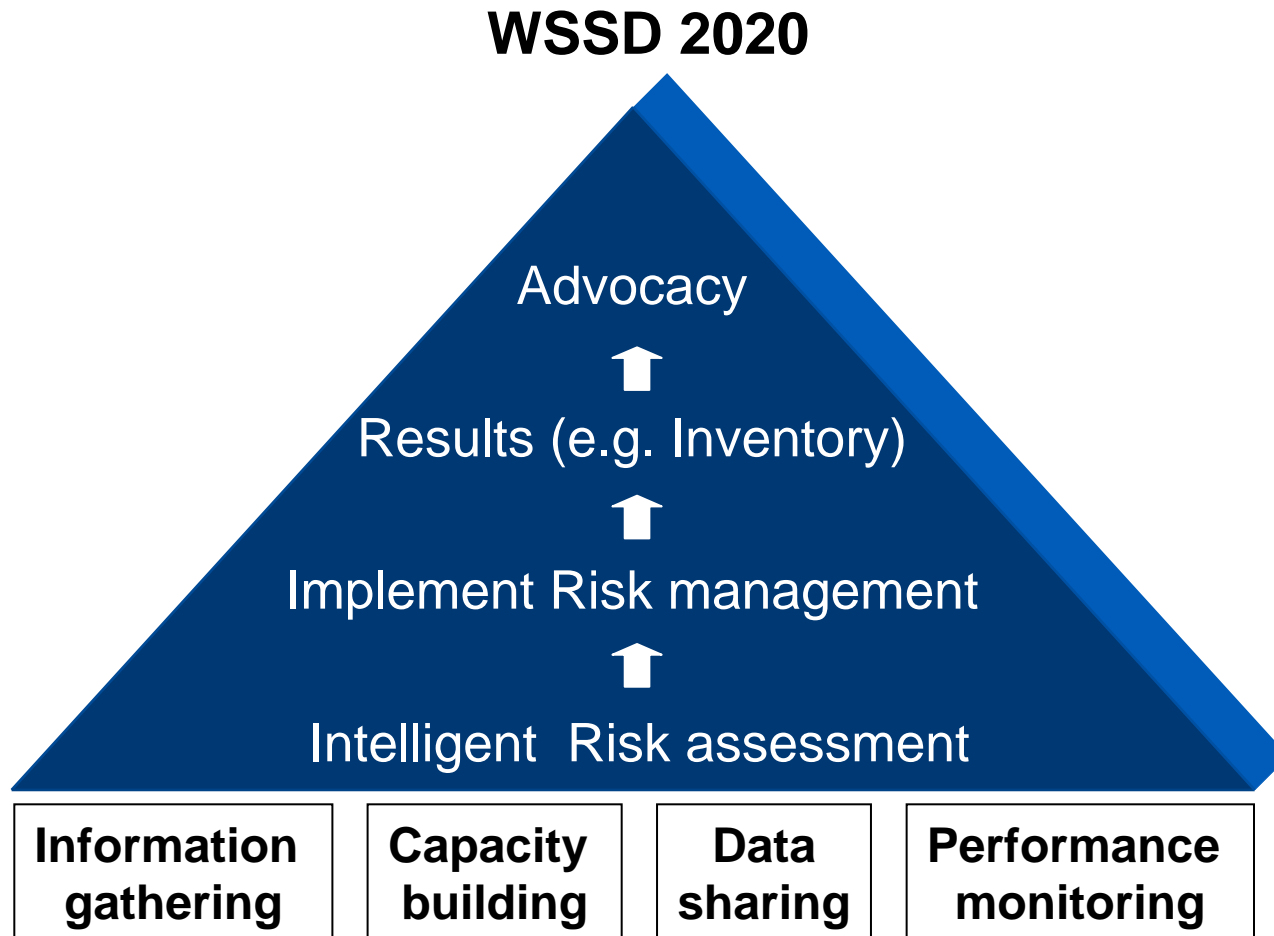 WSSD 2020
Advocacy
Results (e.g. Inventory)
Implement Risk management
Intelligent  Risk assessment
Information
gathering
Capacity
building
Data
sharing
Performance
monitoring